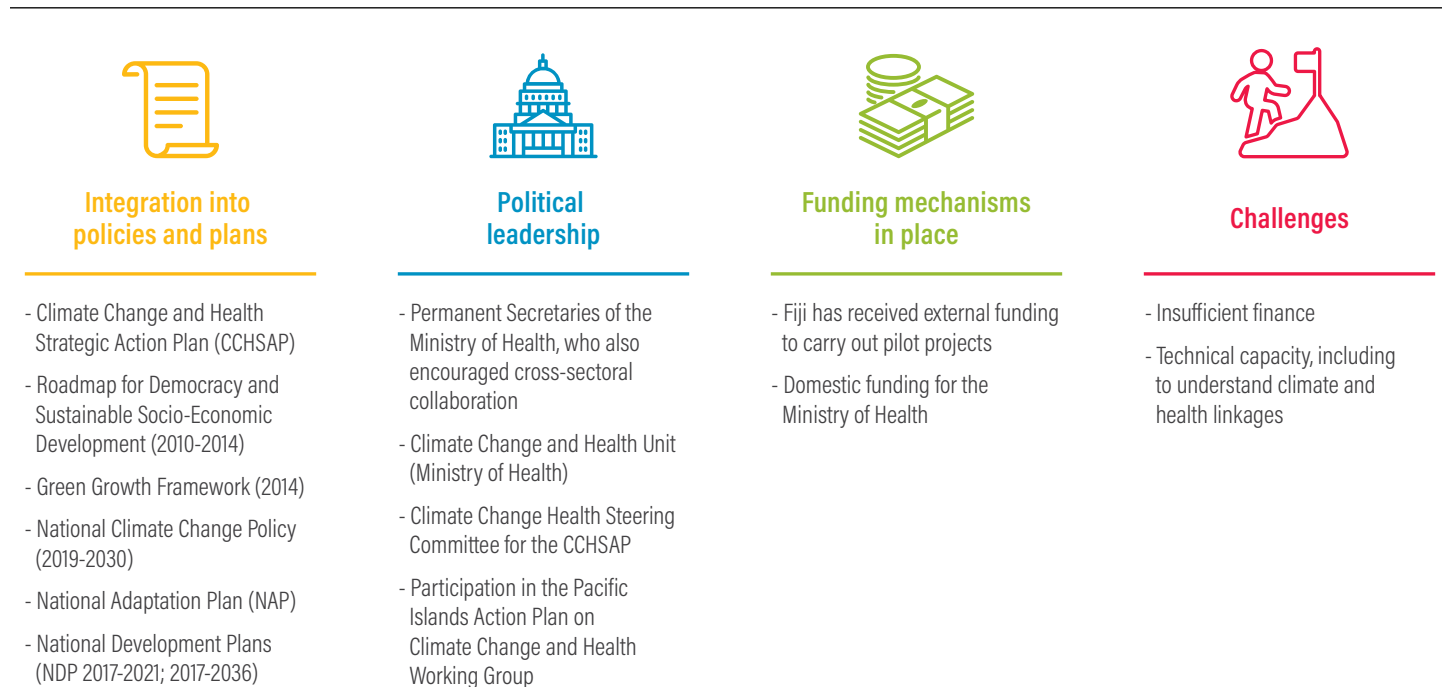 Integration into
policies and plans
- Climate Change and Health
Strategic Action Plan (CCHSAP)
- Roadmap for Democracy and
Sustainable Socio-Economic
Development (2010-2014)
- Green Growth Framework (2014)
- National Climate Change Policy
(2019-2030)
- National Adaptation Plan (NAP)
- National Development Plans
(NDP 2017-2021; 2017-2036)
Political
leadership
- Permanent Secretaries of the
Ministry of Health, who also
encouraged cross-sectoral
collaboration
- Climate Change and Health Unit
(Ministry of Health)
- Climate Change Health Steering
Committee for the CCHSAP
- Participation in the Pacific
Islands Action Plan on
Climate Change and Health
Working Group
Funding mechanisms
in place
- Fiji has received external funding
to carry out pilot projects
- Domestic funding for the
Ministry of Health
Challenges
- Insufficient finance
- Technical capacity, including
to understand climate and
health linkages